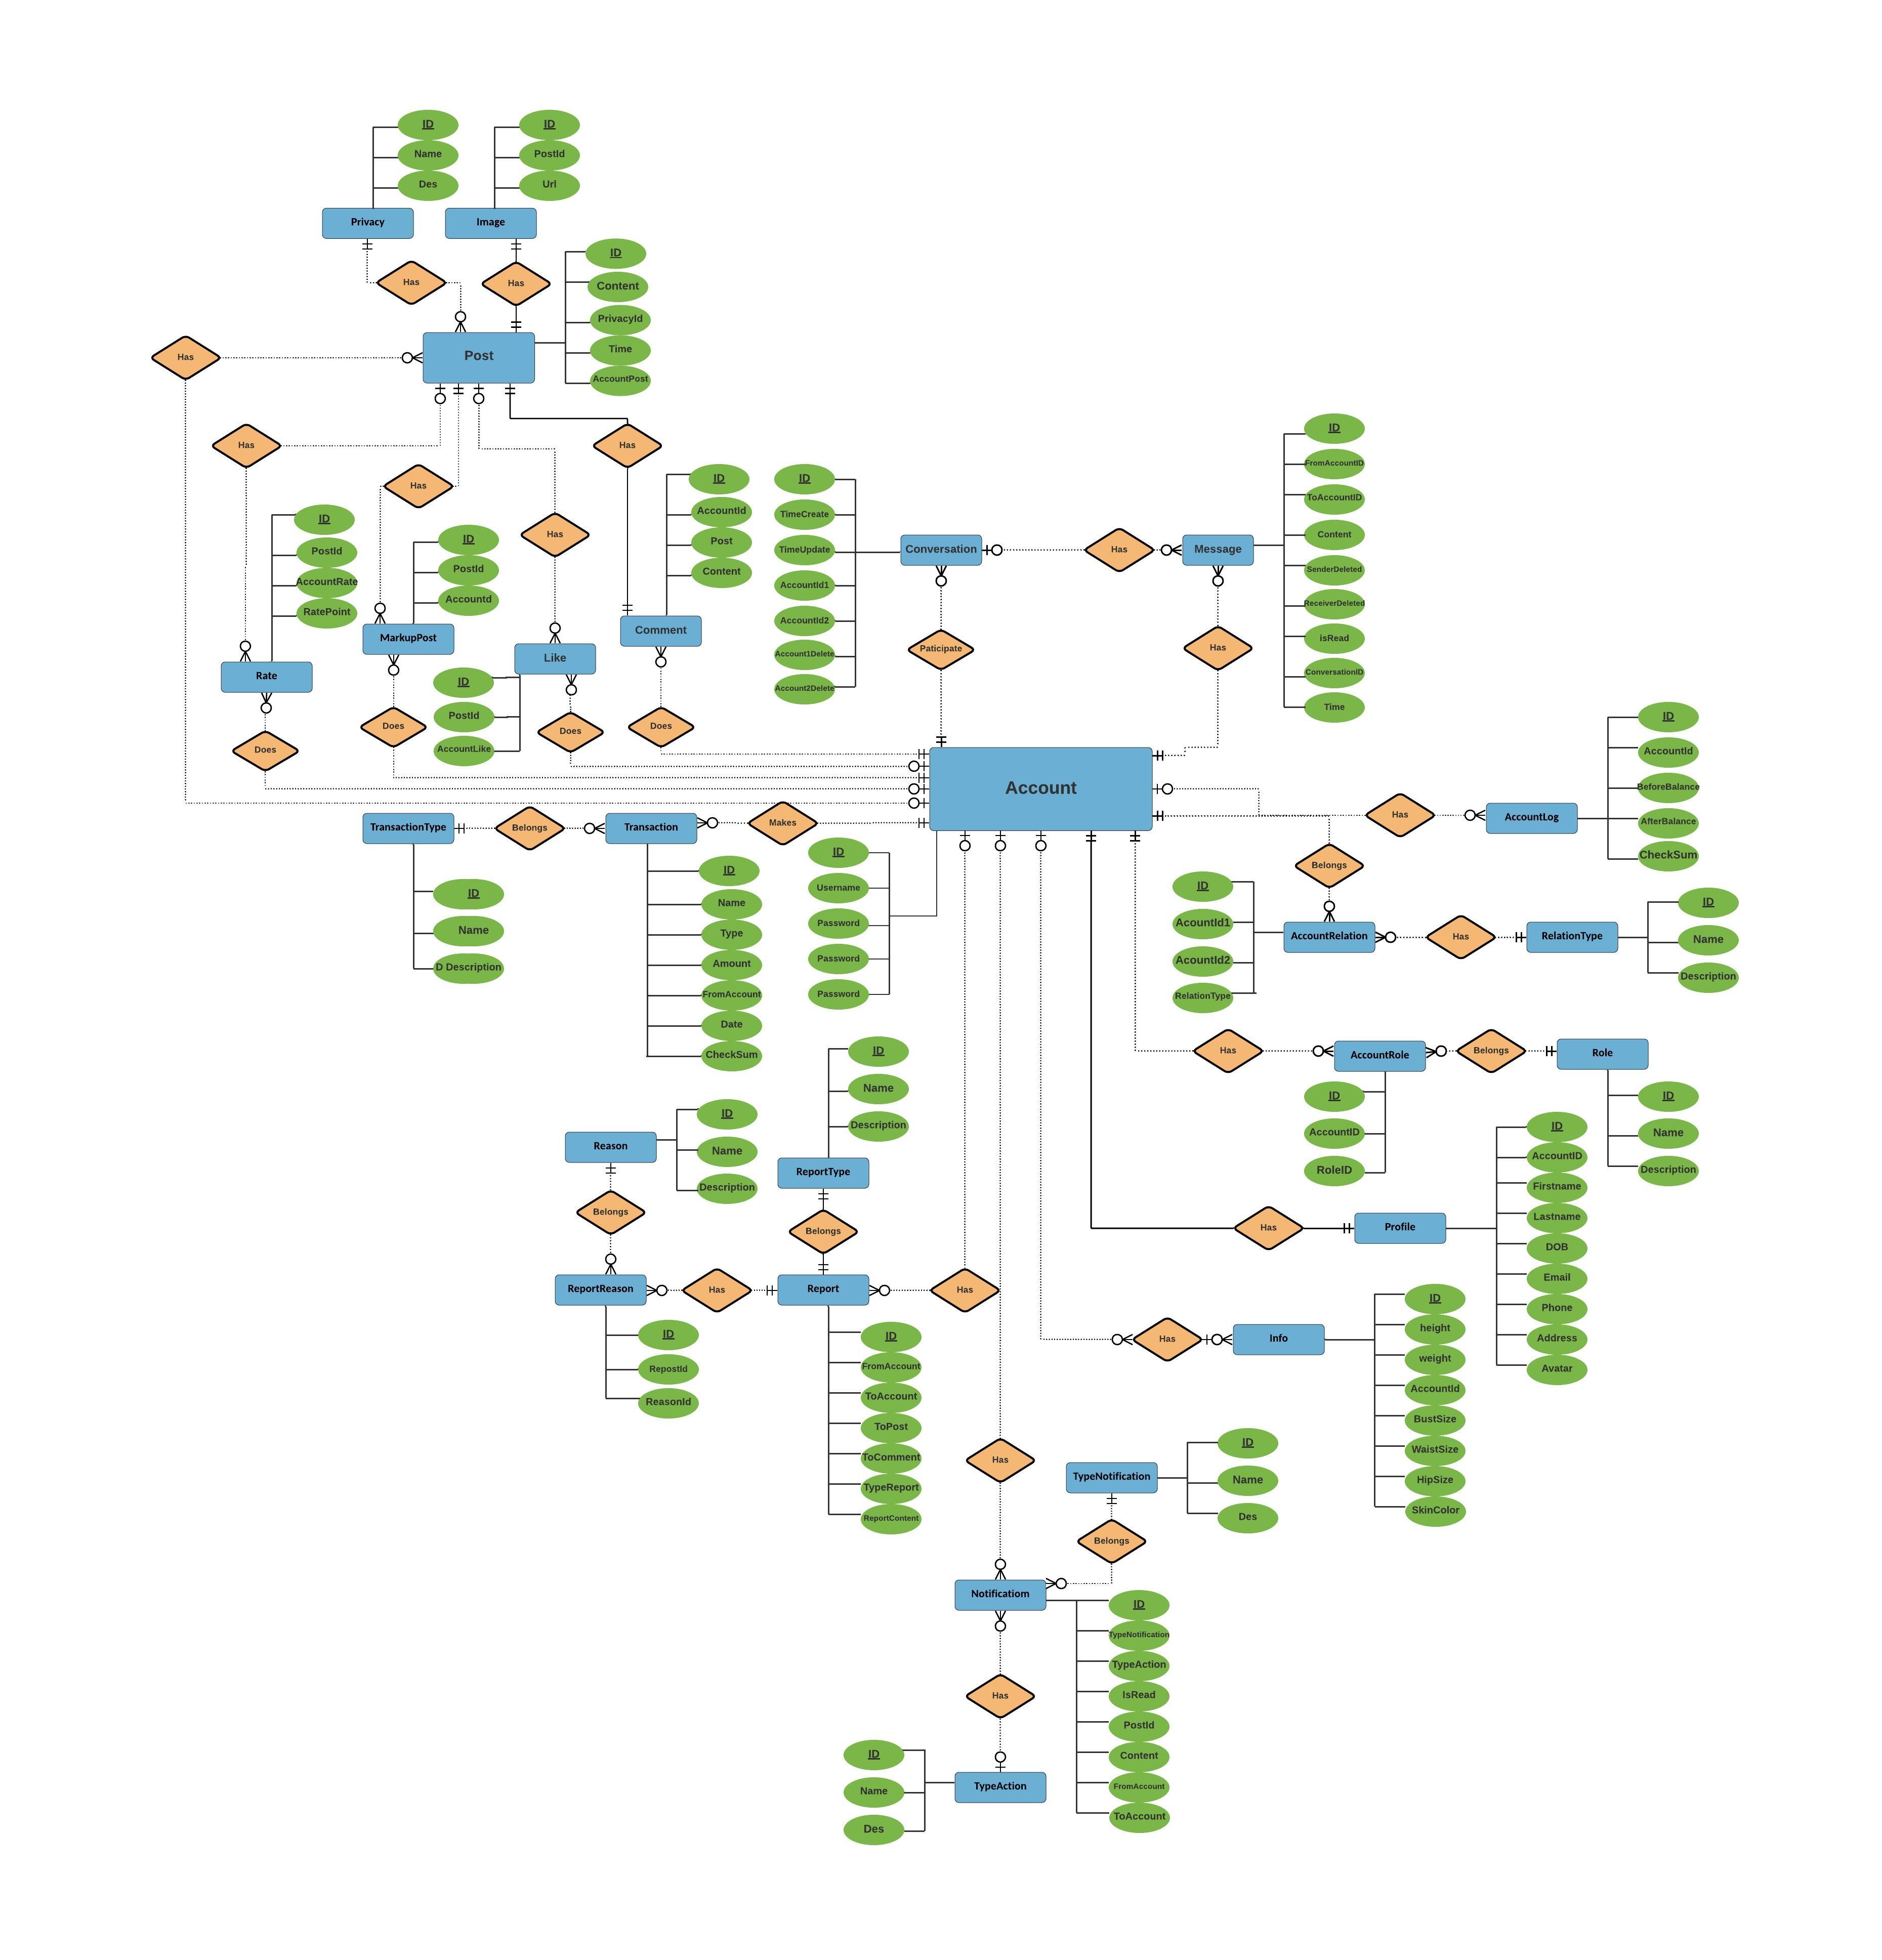 ID
Name
Des
Privacy
ID
PostId
Url
Image
Has
Has
ID
Content
PrivacyId
Time
AccountPost
Post
Has
Has
Has
Has
Has
ID
PostId
AccountRate
RatePoint
Rate
Does
ID
PostId
Accountd
MarkupPost
Does
Like
ID
PostId
AccountLike
Does
ID
AccountId
Post
Content
Comment
Does
ID
TimeCreate
TimeUpdate
AccountId1
AccountId2
Account1Delete
Account2Delete
Conversation
Has
Message
Paticipate
Has
ID
FromAccountID
ToAccountID
Content
SenderDeleted
ReceiverDeleted
isRead
ConversationID
Time
Account
TransactionType
Belongs
Transaction
Makes
ID
Name
D Description
ID
Name
Type
Amount
FromAccount
Date
CheckSum
ID
Username
Password
Password
Password
Has
AccountLog
ID
AccountId
BeforeBalance
AfterBalance
CheckSum
Belongs
ID
AcountId1
AcountId2
RelationType
AccountRelation
Has
RelationType
ID
Name
Description
Has
AccountRole
Belongs
Role
ID
AccountID
RoleID
ID
Name
Description
Has
Profile
ID
AccountID
Firstname
Lastname
DOB
Email
Phone
Address
Avatar
Reason
ID
Name
Description
Belongs
ID
Name
Description
ReportType
Belongs
ReportReason
Has
Report
Has
ID
RepostId
ReasonId
ID
FromAccount
ToAccount
ToPost
ToComment
TypeReport
ReportContent
Has
Info
ID
height
weight
AccountId
BustSize
WaistSize
HipSize
SkinColor
Has
TypeNotification
ID
Name
Des
Belongs
Notificatiom
ID
TypeNotification
TypeAction
IsRead
PostId
Content
FromAccount
ToAccount
Has
ID
Name
Des
TypeAction